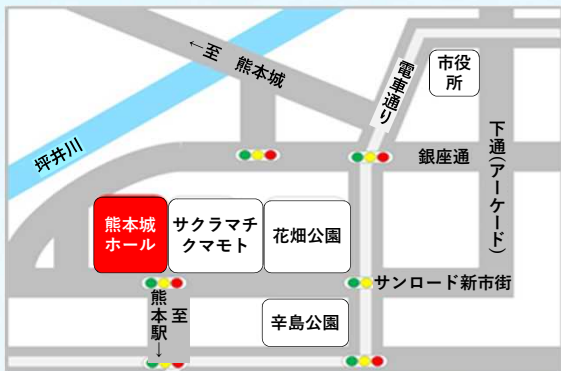 ←至 熊本城
電車通り
市役
所
坪井川
銀座通
下通(アーケード)
熊本城
ホール
サクラマチ
クマモト
花畑公園
サンロード新市街
至
熊本駅→
辛島公園